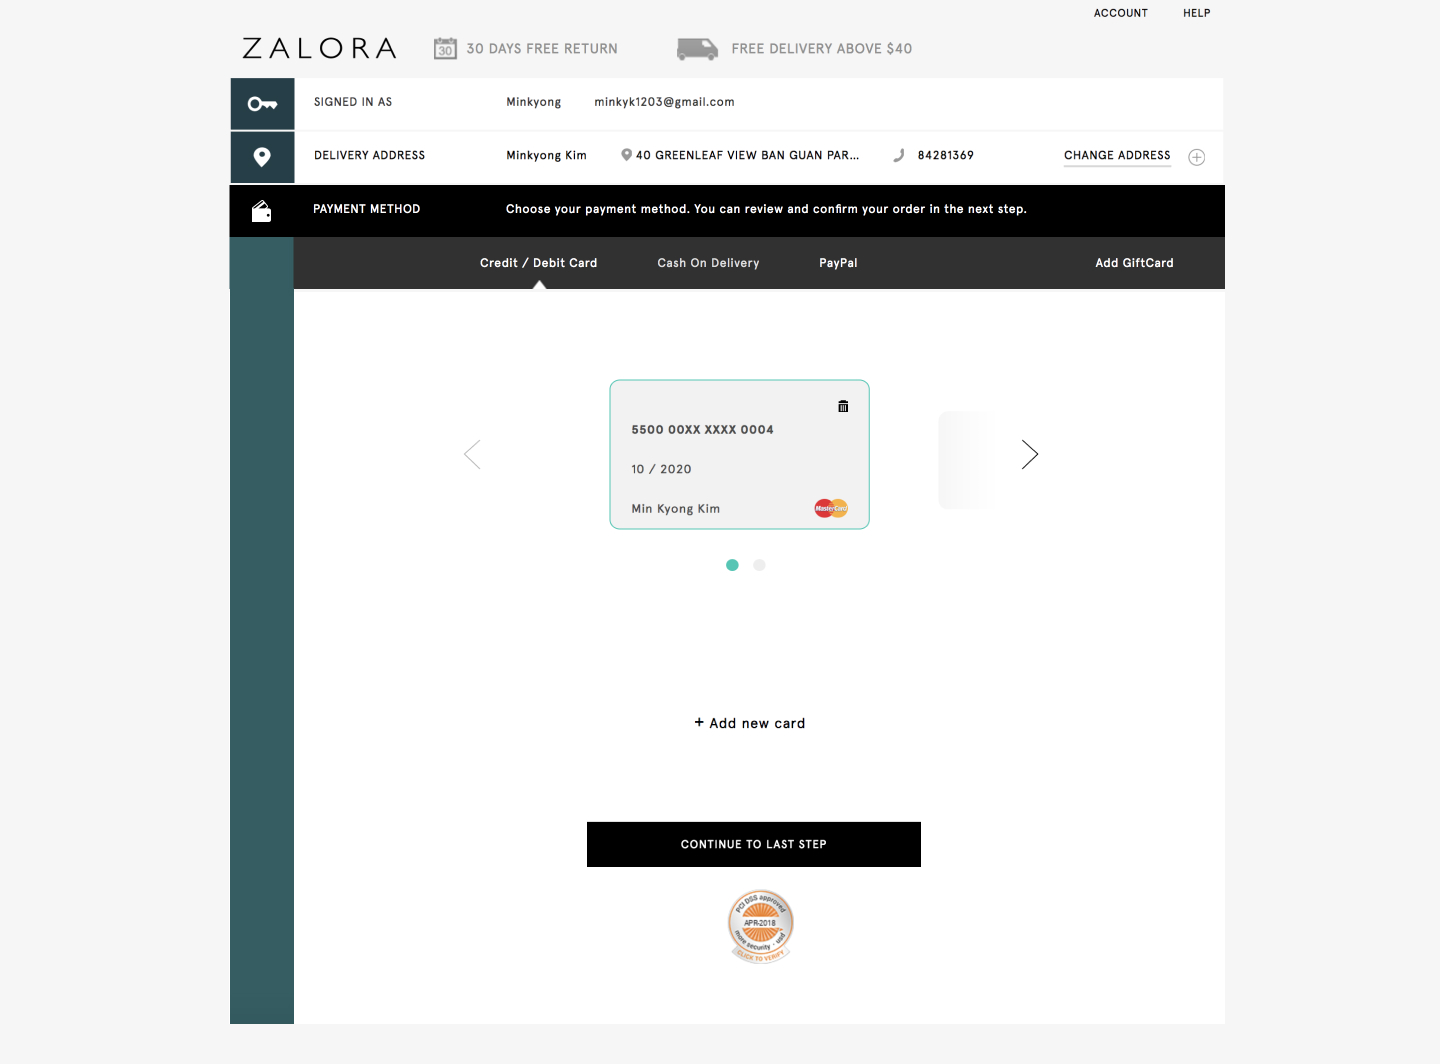 ACCOUNT HELP
ZALORA 30 30 DAYS FREE RETURN FREE DELIVERY ABOVE $40
SIGNED IN AS Minkyong minkyk1203@gmail.com
DELIVERY ADDRESS Minkyong Kim 40 GREENLEAF VIEW BAN GUAN PAR... 84281369 CHANGE ADDRESS
PAYMENT METHOD Choose your payment method. You can review and confirm your order in the next step.
Credit / Debit Card Cash On Delivery PayPal Add GiftCard
5500 00XX XXXX 0004
10 / 2020
Min Kyong Kim MasterCard
+ Add new card
CONTINUE TO LAST STEP
PCI DSS approved
APR-2018
more security - usd
CLICK TO VERIFY